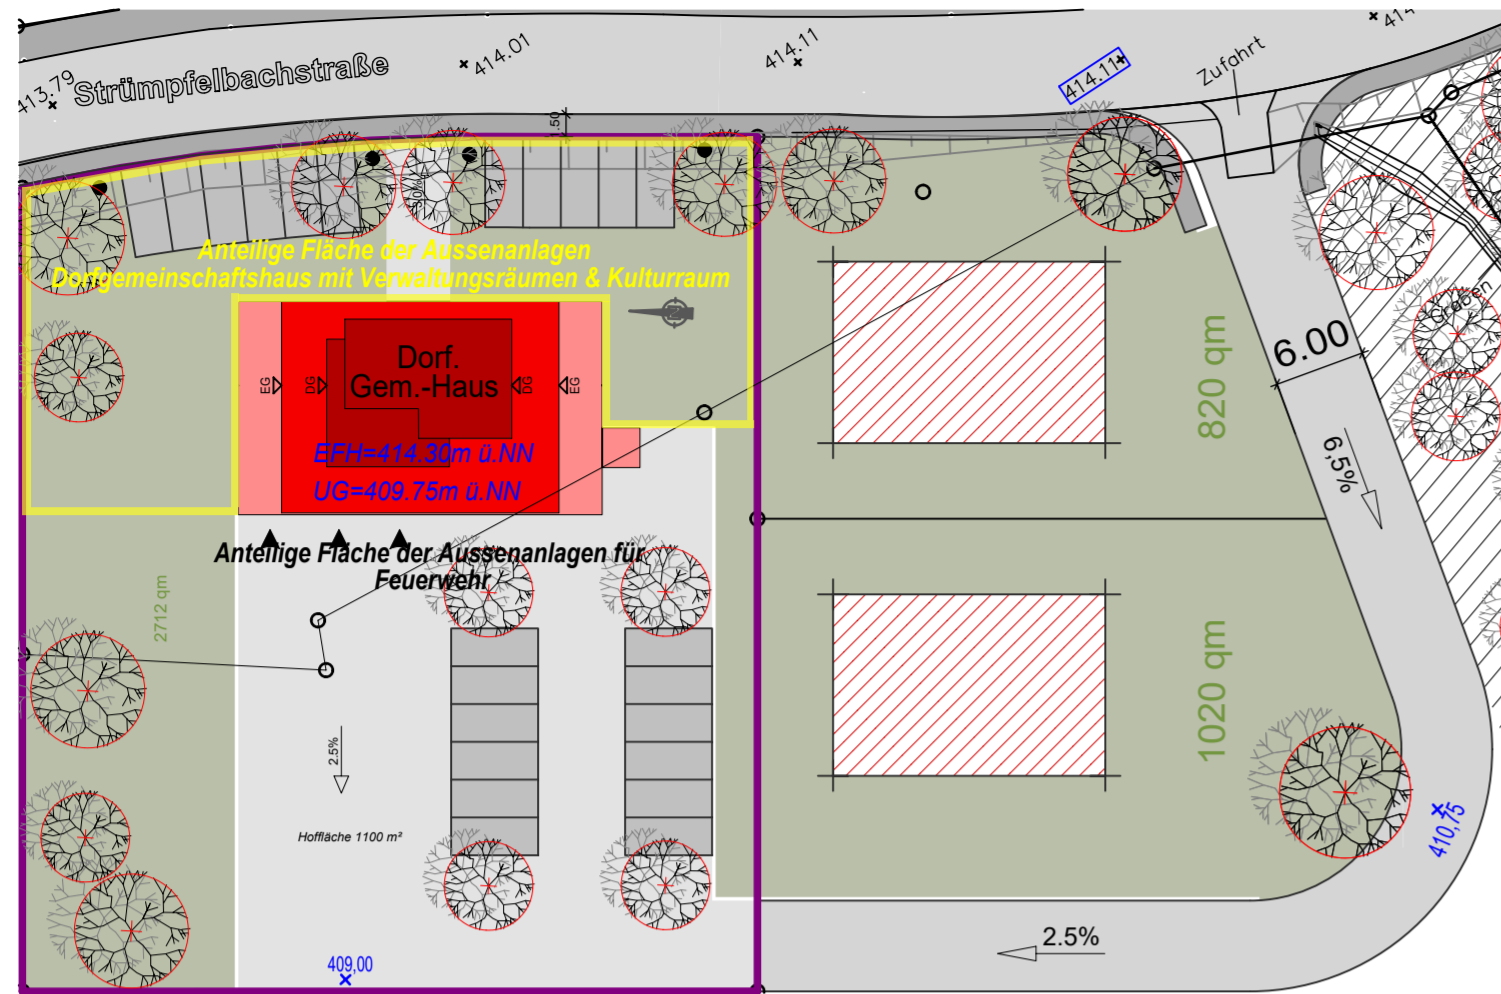 413.79
Strümpfelbachstraße
414.01
414.11
414.11
Zufahrt
1.50
Anteilige Fläche der Aussenanlagen
Dorfgemeinschaftshaus mit Verwaltungsräumen & Kulturraum
Graben
Dorf.
Gem.-Haus
EG
DG
DG
EG
EFH=414.30m ü.NN
UG=409.75m ü.NN
820 qm
6.00
6,5%
Anteilige Fläche der Aussenanlagen für
Feuerwehr
2712 qm
1020 qm
2.5%
Hoffläche 1100 m²
410,75
409,00
2.5%